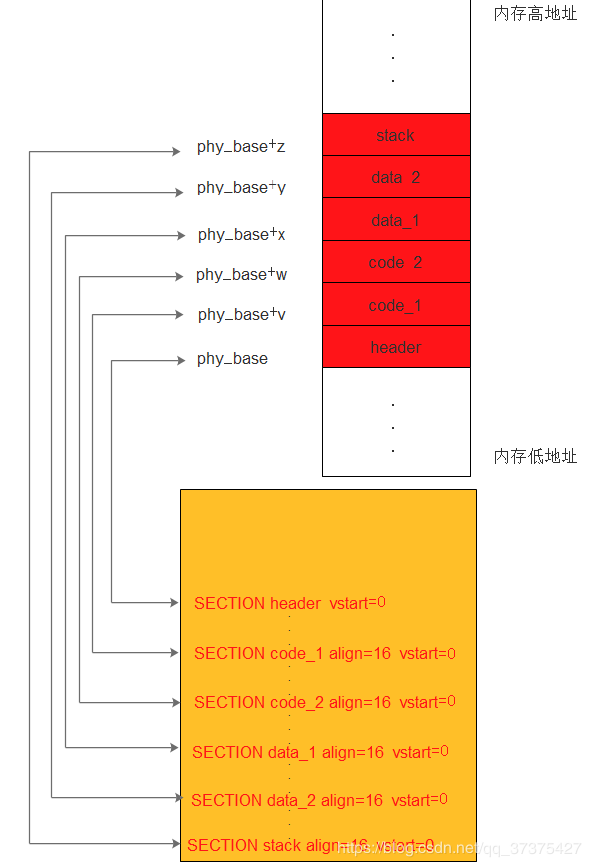 内存高地址
phy_base+z
stack
phy_base+y
data_2
phy_base+x
data_1
phy_base+w
code_2
phy_base+v
code_1
phy_base
header
内存低地址
SECTION header vstart=0
SECTION code_1 align=16 vstart=0
SECTION code_2 align=16 vstart=0
SECTION data_1 align=16 vstart=0
SECTION data_2 align=16 vstart=0
SECTION stack align=16 vstart=0
https://blog.csdn.net/qq_37375427